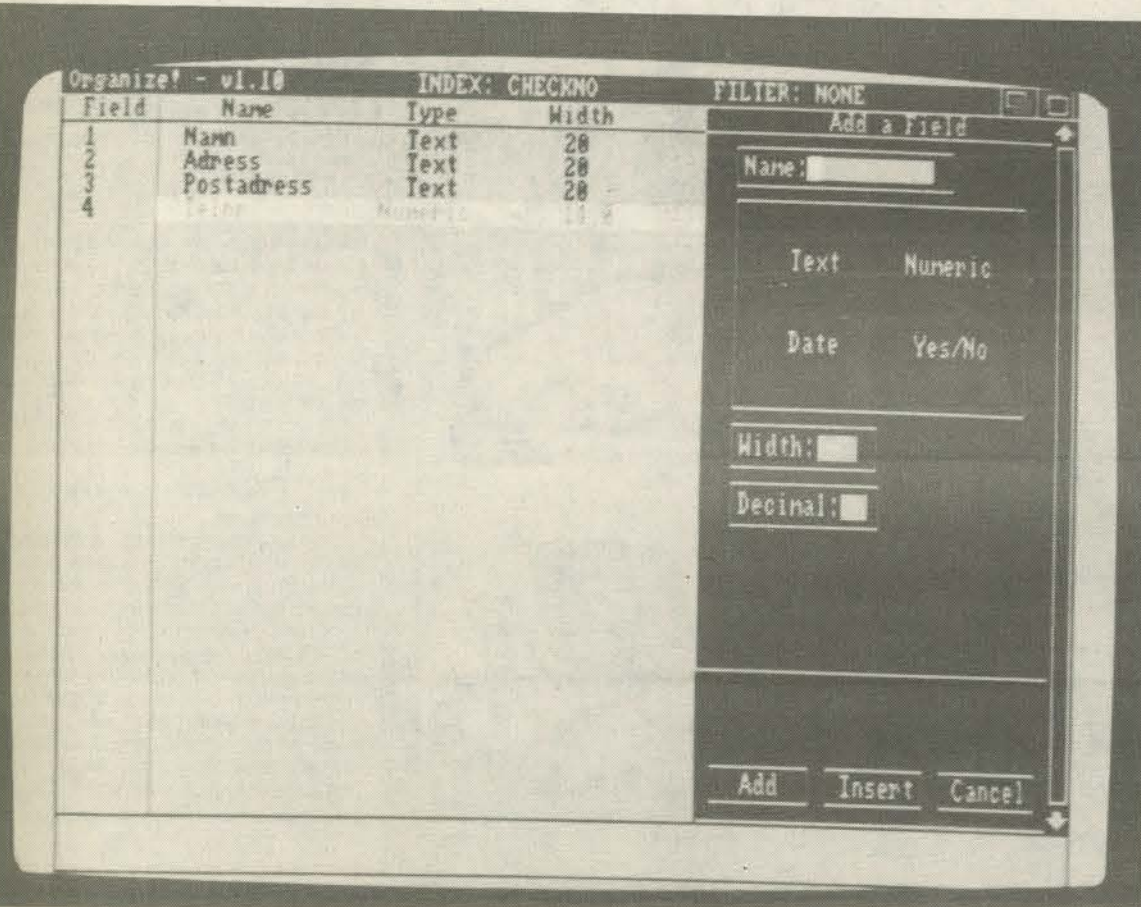 Organize! - v1.10 INDEX: CHECKNO FILTER: NONE
Field Name Type Width
1 Namn Text 20
2 Adress Text 20
3 Postadress Text 20
4 Numeric
Add a Field
Name:
Text Numeric
Date Yes/No
Width:
Decimal:
Add Insert Cancel